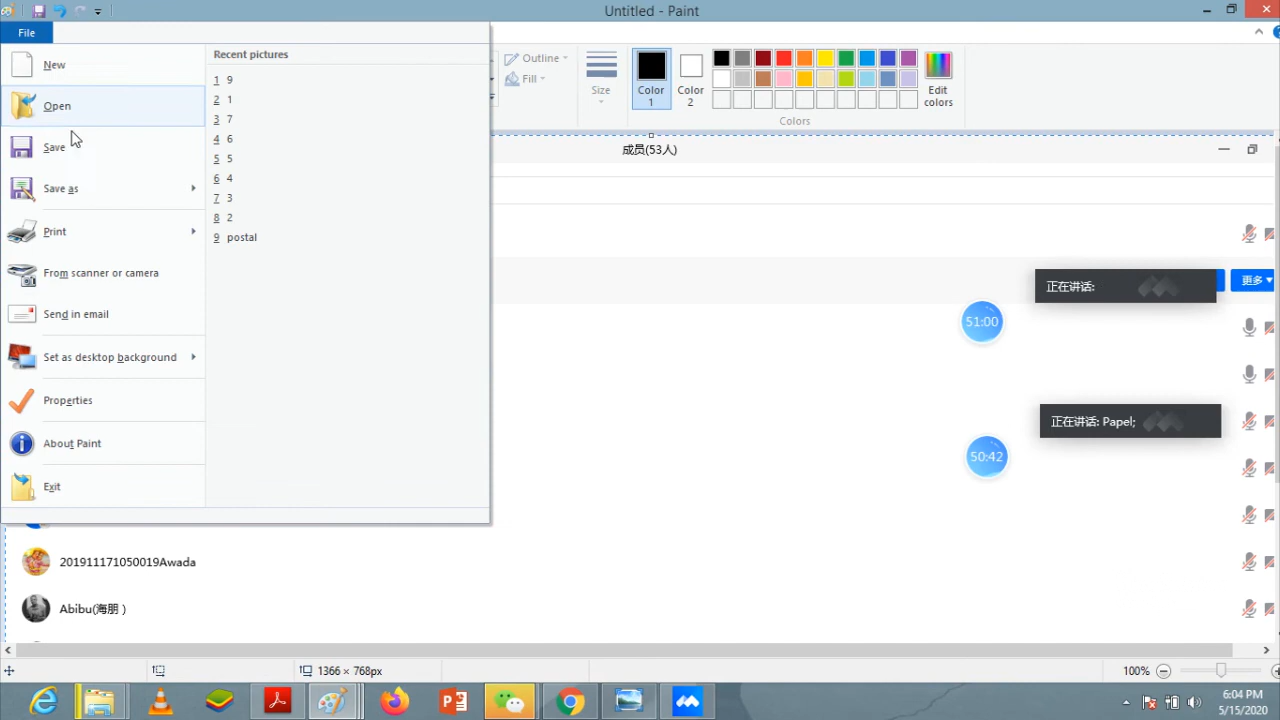 Untitled - Paint
File
New
Open
Save
Save as
Print
From scanner or camera
Send in email
Set as desktop background
Properties
About Paint
Exit
Recent pictures
1 9
2 1
3 7
4 6
5 5
6 4
7 3
8 2
9 postal
Outline
Fill
Size
Color
1
Color
2
Edit
colors
Colors
成员(53人)
更多
正在讲话:
51:00
正在讲话: Papel;
50:42
201911171050019Awada
Abibu(海朋 )
1366 × 768px
100%
6:04 PM
5/15/2020